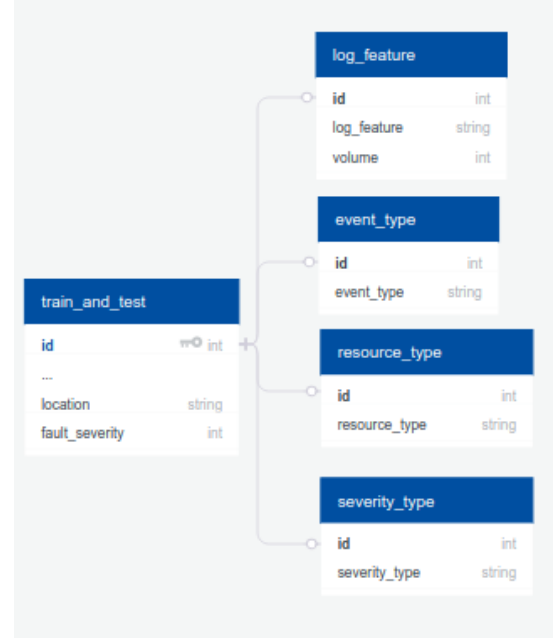 log_feature
id int
log_feature string
volume int
event_type
id int
event_type string
train_and_test
id int
...
location string
fault_severity int
resource_type
id int
resource_type string
severity_type
id int
severity_type string